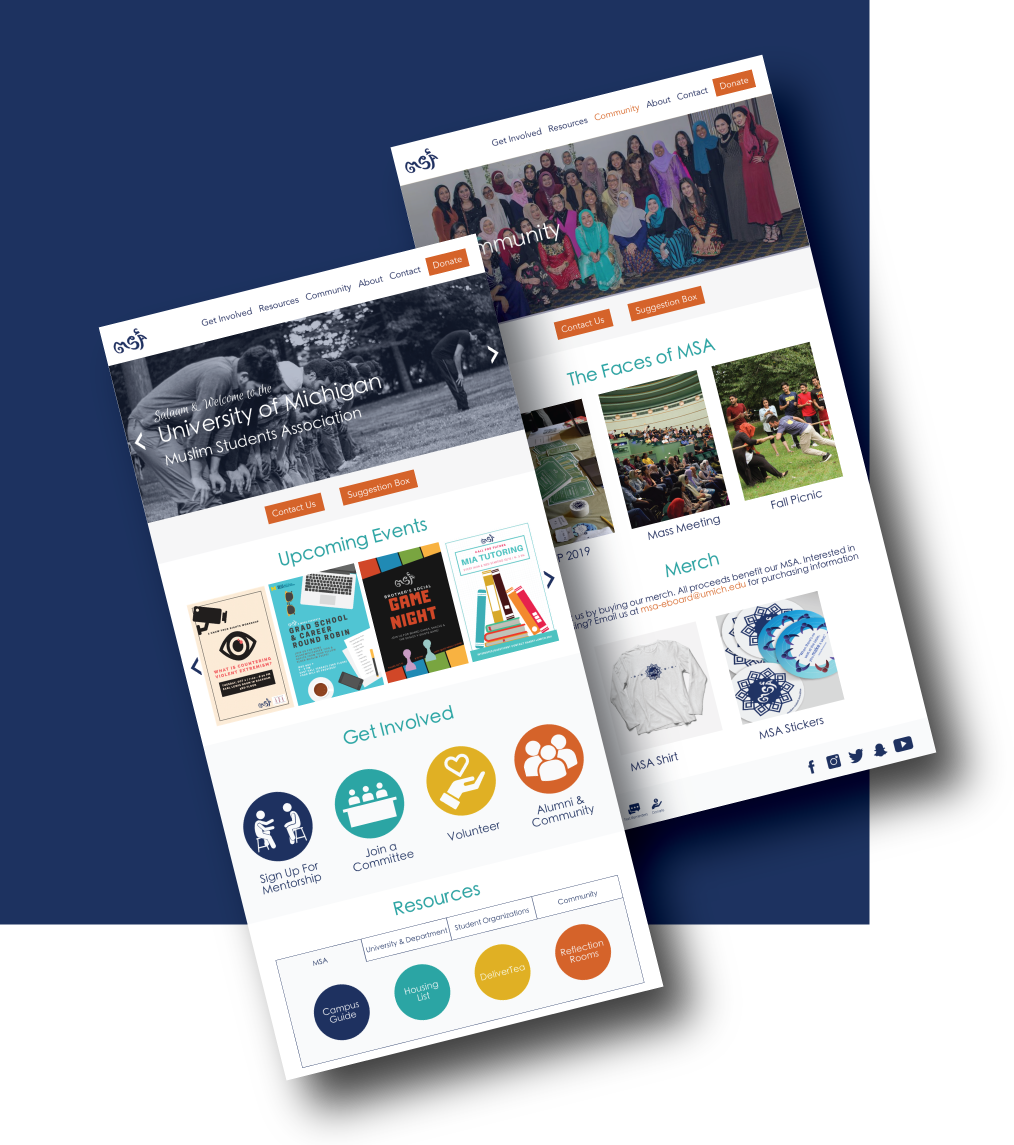 Get Involved Resources Community About Contact Donate
mmunity
Contact Us Suggestion Box
The Faces of MSA
P 2019
Mass Meeting
Fall Picnic
Merch
us by buying our merch. All proceeds benefit our MSA. Interested in
ing? Email us at msa-eboard@umich.edu for purchasing information
MSA Shirt
MSA Stickers
Get Involved Resources Community About Contact Donate
Salaam & Welcome to the
University of Michigan
Muslim Students Association
Contact Us Suggestion Box
Upcoming Events
WHAT IS COUNTERING
VIOLENT EXTREMISM?
GRAD SCHOOL
& CAREER
ROUND ROBIN
BROTHER'S SOCIAL
GAME
NIGHT
MIA TUTORING
Get Involved
Sign Up For
Mentorship
Join a
Committee
Volunteer
Alumni &
Community
Resources
MSA
University & Department
Student Organizations
Community
Campus
Guide
Housing
List
DeliverTea
Reflection
Rooms